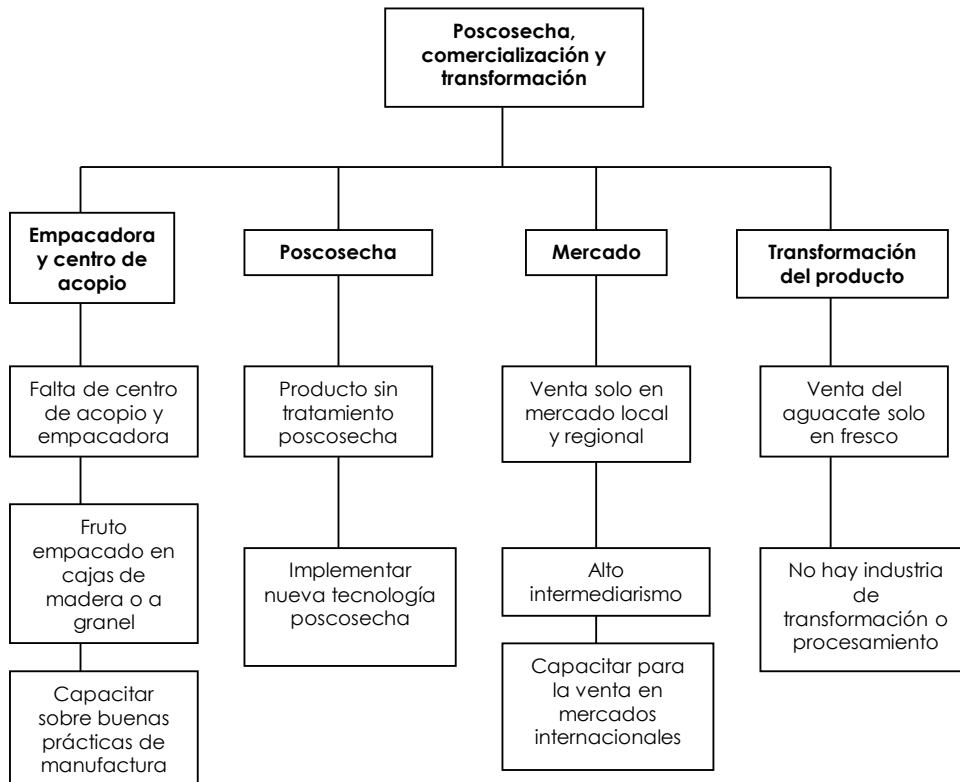 Poscosecha,
comercialización y
transformación
Empacadora
y centro de
acopio
Poscosecha
Mercado
Transformación
del producto
Falta de centro
de acopio y
empacadora
Producto sin
tratamiento
poscosecha
Venta solo en
mercado local
y regional
Venta del
aguacate solo
en fresco
Fruto
empacado en
cajas de
madera o a
granel
Implementar
nueva tecnología
poscosecha
Alto
intermediarismo
No hay industria
de
transformación o
procesamiento
Capacitar
sobre buenas
prácticas de
manufactura
Capacitar para
la venta en
mercados
internacionales